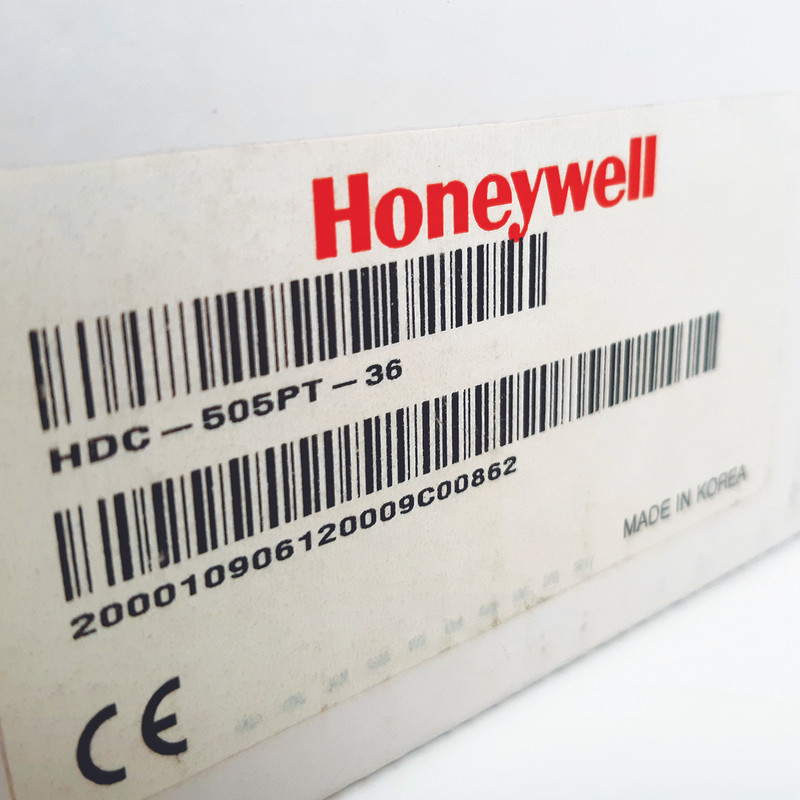 Honeywell
HDC-505PT-36
200010906120009C00862
MADE IN KOREA
CE